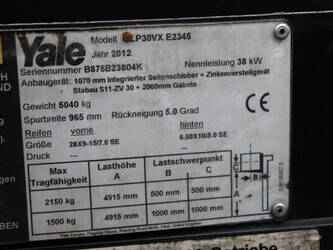 Yale
Modell GLP30VX E2345
Jahr 2012
Seriennummer B875B23804K
Nennleistung 38 kW
Anbaugerät: 1070 mm integrierter Seitenschieber + Zinkenverstellgerät
Stabau S11-ZV 30 + 2000mm Gabeln
Gewicht 5040 kg
Spurbreite 965 mm Rückneigung 5.0 Grad
Reifen vorne hinten
Größe 28X9-15/7.0 SE 6.50X10/5.0 SE
Druck --- ---
Max Tragfähigkeit Lasthöhe A Lastschwerpunkt B C
2150 kg 4915 mm 500 mm 500 mm
1500 kg 4915 mm 1000 mm 1000 mm
C
B
A